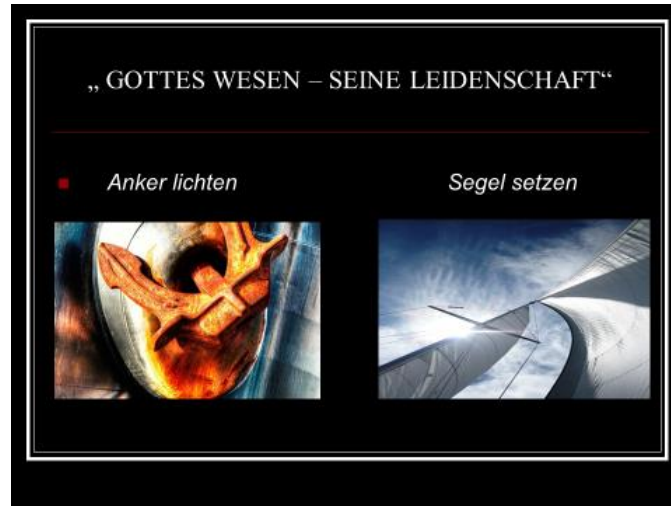 „ GOTTES WESEN – SEINE LEIDENSCHAFT“
Anker lichten Segel setzen